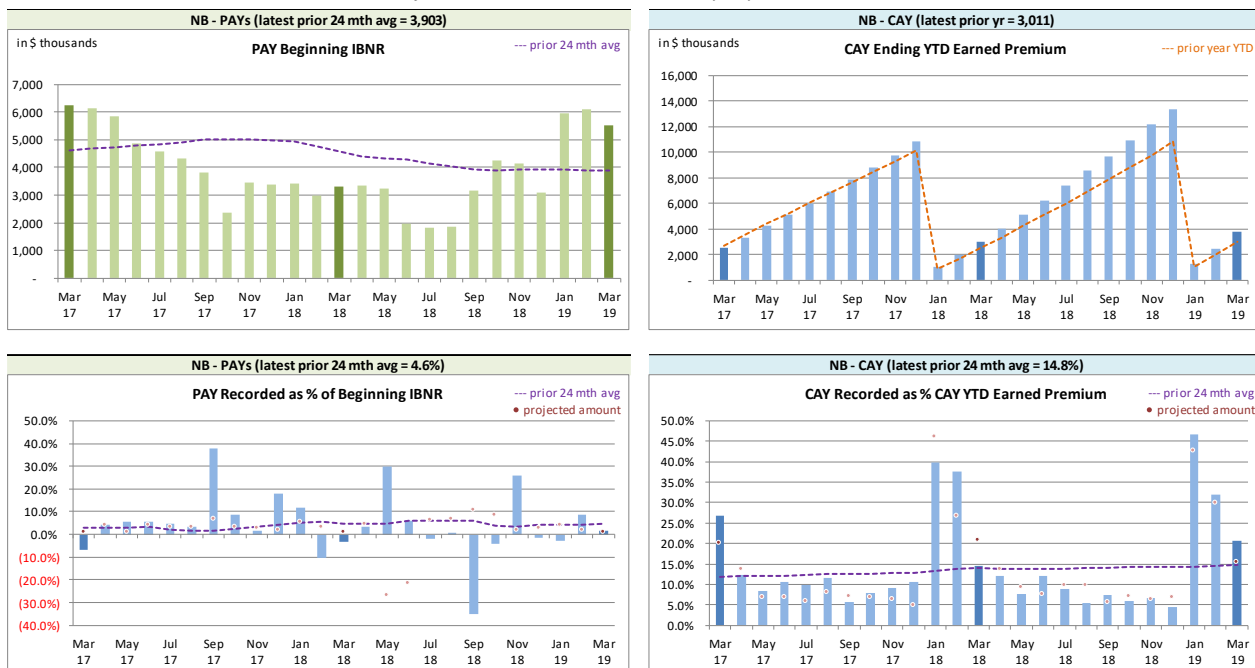 NB - PAYs (latest prior 24 mth avg = 3,903)
in $ thousands
PAY Beginning IBNR
--- prior 24 mth avg
7,000
6,000
5,000
4,000
3,000
2,000
1,000
-
Mar May Jul Sep Nov Jan Mar May Jul Sep Nov Jan Mar
17 17 17 17 17 18 18 18 18 18 18 19 19
NB - CAY (latest prior yr = 3,011)
in $ thousands
CAY Ending YTD Earned Premium
--- prior year YTD
16,000
14,000
12,000
10,000
8,000
6,000
4,000
2,000
-
Mar May Jul Sep Nov Jan Mar May Jul Sep Nov Jan Mar
17 17 17 17 17 18 18 18 18 18 18 19 19
NB - PAYs (latest prior 24 mth avg = 4.6%)
PAY Recorded as % of Beginning IBNR
--- prior 24 mth avg
• projected amount
50.0%
40.0%
30.0%
20.0%
10.0%
0.0%
(10.0%)
(20.0%)
(30.0%)
(40.0%)
Mar May Jul Sep Nov Jan Mar May Jul Sep Nov Jan Mar
17 17 17 17 17 18 18 18 18 18 18 19 19
NB - CAY (latest prior 24 mth avg = 14.8%)
CAY Recorded as % CAY YTD Earned Premium
--- prior 24 mth avg
• projected amount
50.0%
45.0%
40.0%
35.0%
30.0%
25.0%
20.0%
15.0%
10.0%
5.0%
0.0%
Mar May Jul Sep Nov Jan Mar May Jul Sep Nov Jan Mar
17 17 17 17 17 18 18 18 18 18 18 19 19